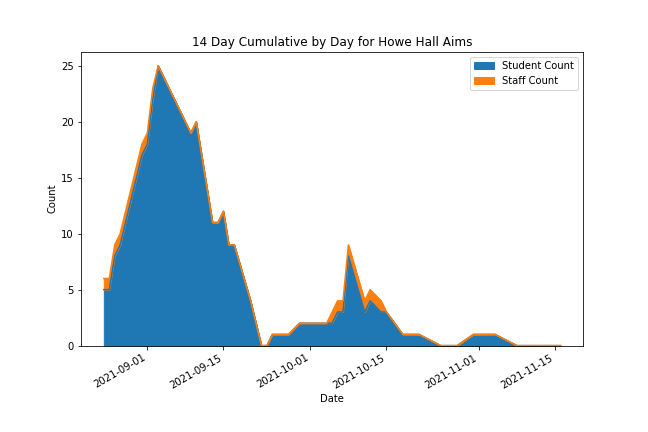 14 Day Cumulative by Day for Howe Hall Aims
Student Count
Staff Count
25
20
15
10
5
0
Count
2021-09-01
2021-09-15
2021-10-01
2021-10-15
2021-11-01
2021-11-15
Date